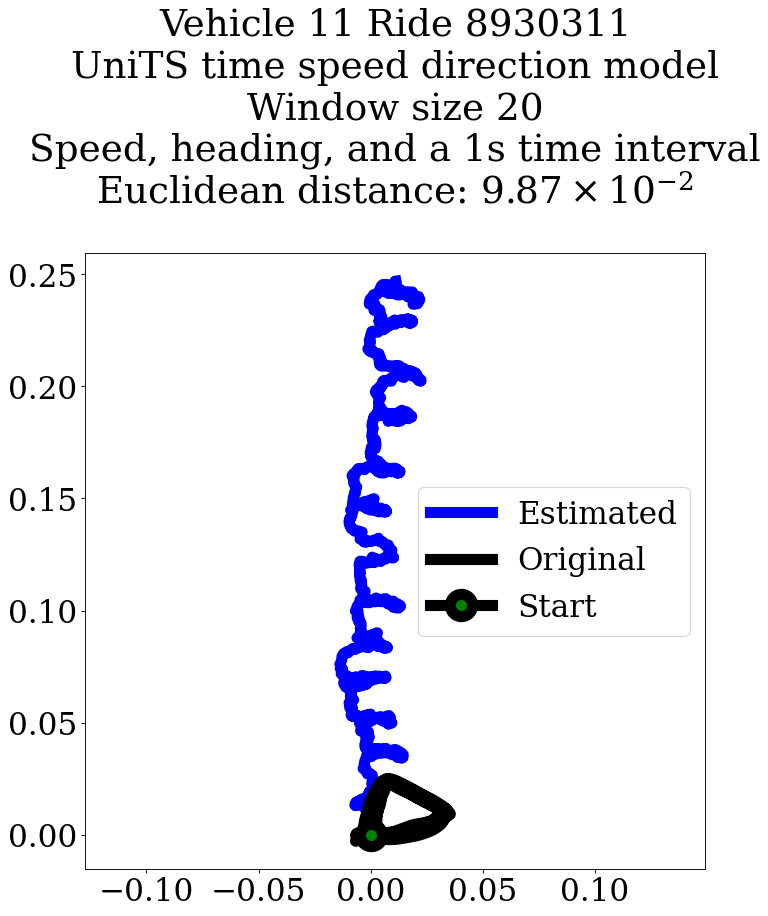 Vehicle 11 Ride 8930311
UniTS time speed direction model
Window size 20
Speed, heading, and a 1s time interval
Euclidean distance: 9.87 × 10⁻²
0.25
0.20
0.15
0.10
0.05
0.00
Estimated
Original
Start
−0.10 −0.05 0.00 0.05 0.10